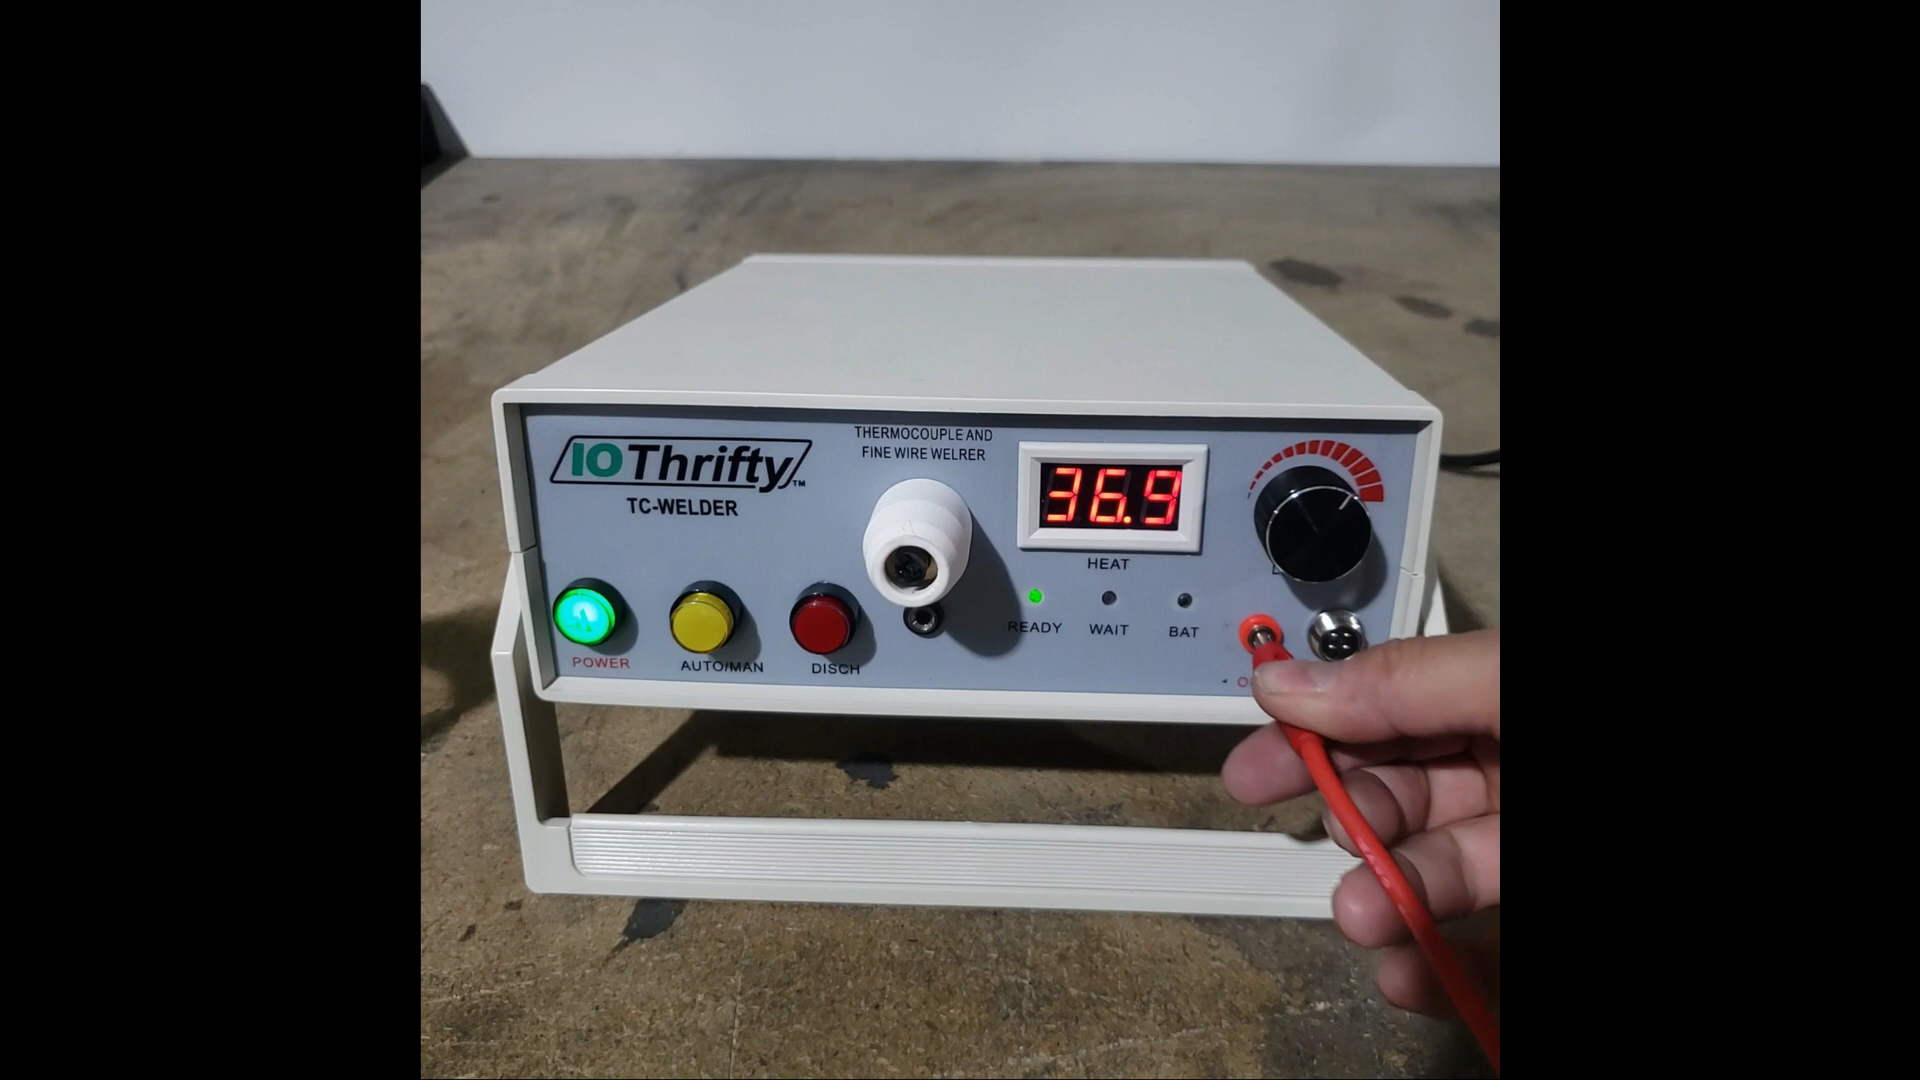 IOThrifty™
TC-WELDER
THERMOCOUPLE AND
FINE WIRE WELRER
36.9
HEAT
READY
WAIT
BAT
POWER
AUTO/MAN
DISCH